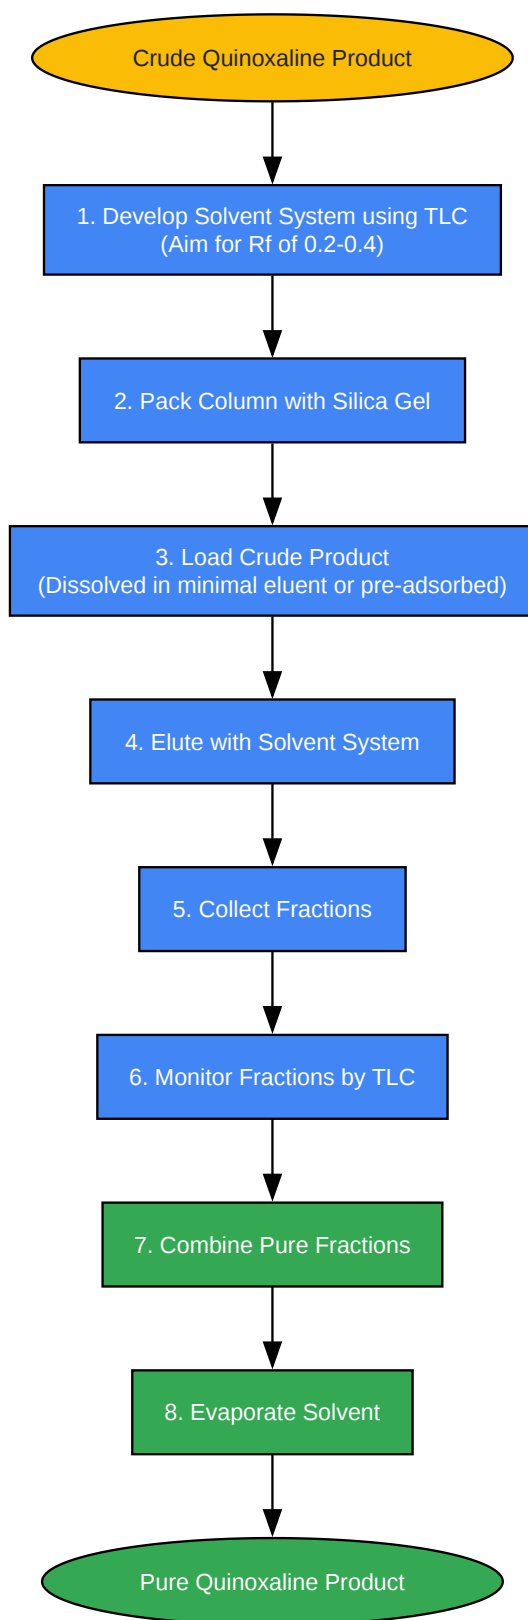 Crude Quinoxaline Product
1. Develop Solvent System using TLC
(Aim for Rf of 0.2-0.4)
2. Pack Column with Silica Gel
3. Load Crude Product
(Dissolved in minimal eluent or pre-adsorbed)
4. Elute with Solvent System
5. Collect Fractions
6. Monitor Fractions by TLC
7. Combine Pure Fractions
8. Evaporate Solvent
Pure Quinoxaline Product